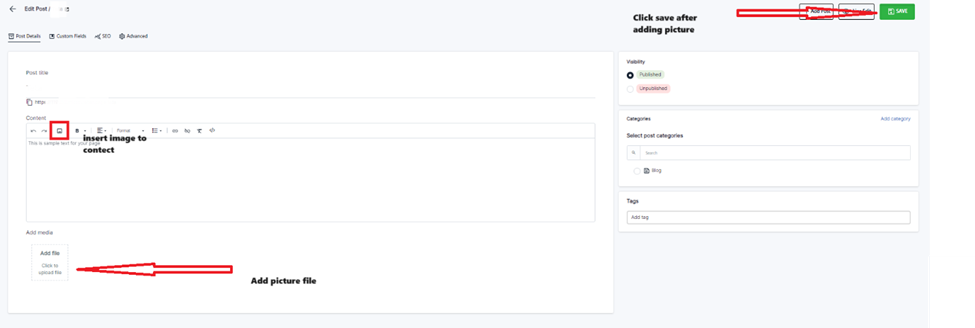 Edit Post /
Click save after
adding picture
+ Add Post
View Edit
SAVE
Post Details
Custom Fields
SEO
Advanced
Post title
http:
Content
B
Format
insert image to
contect
This is sample text for your page
Add media
Add file
Click to
upload file
Add picture file
Visibility
Published
Unpublished
Categories
Add category
Select post categories
Search
Blog
Tags
Add tag